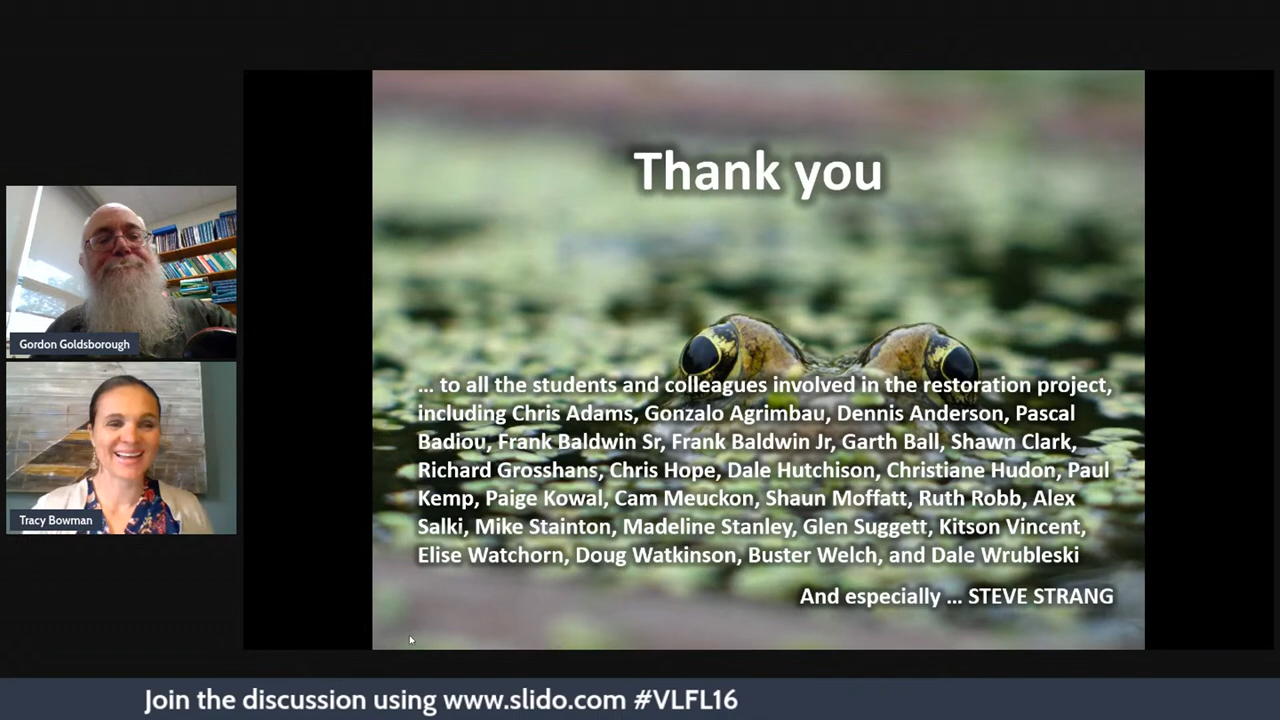 Thank you
… to all the students and colleagues involved in the restoration project,
including Chris Adams, Gonzalo Agrimbau, Dennis Anderson, Pascal
Badiou, Frank Baldwin Sr, Frank Baldwin Jr, Garth Ball, Shawn Clark,
Richard Grosshans, Chris Hope, Dale Hutchison, Christiane Hudon, Paul
Kemp, Paige Kowal, Cam Meuckon, Shaun Moffatt, Ruth Robb, Alex
Salki, Mike Stainton, Madeline Stanley, Glen Suggett, Kitson Vincent,
Elise Watchorn, Doug Watkinson, Buster Welch, and Dale Wrubleski
And especially … STEVE STRANG
Gordon Goldsborough
Tracy Bowman
Join the discussion using www.slido.com #VLFL16